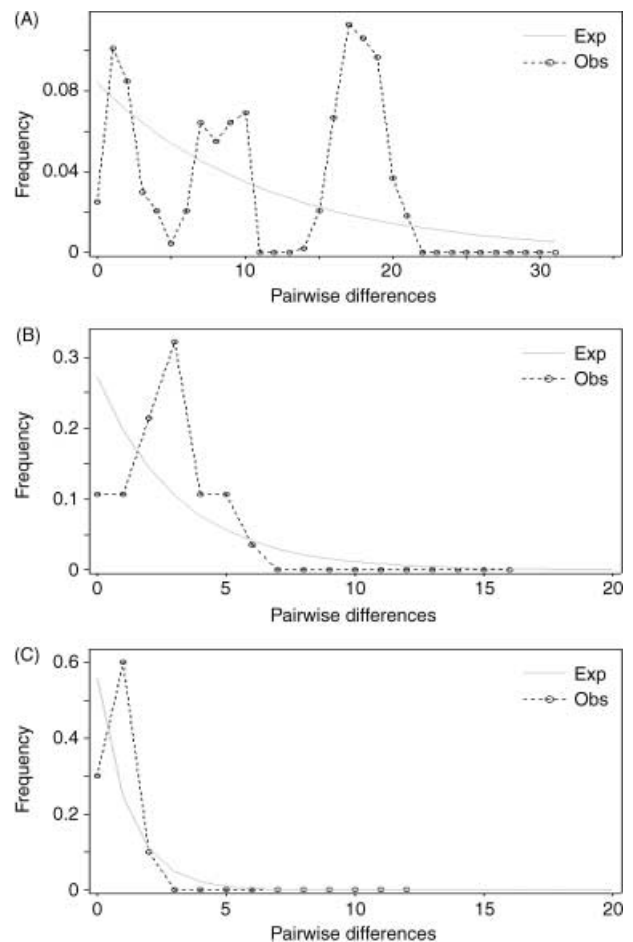 (A)
Exp
Obs
0.08
0.04
0
Frequency
0 10 20 30
Pairwise differences
(B)
Exp
Obs
0.3
0.2
0.1
0
Frequency
0 5 10 15 20
Pairwise differences
(C)
Exp
Obs
0.6
0.4
0.2
0
Frequency
0 5 10 15 20
Pairwise differences